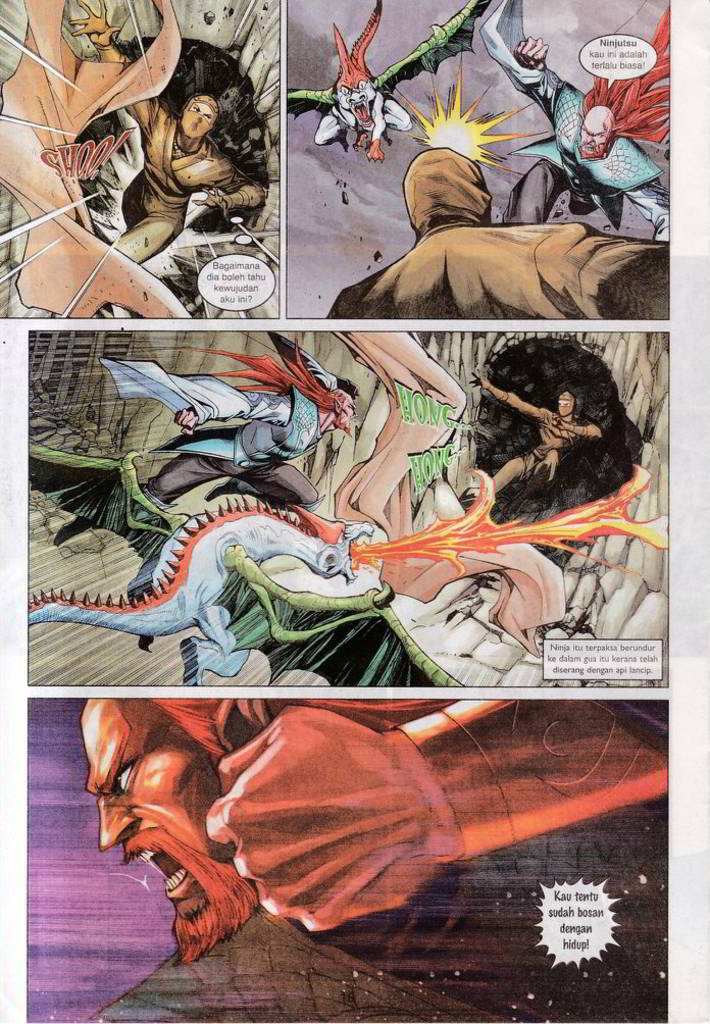 SHOO!
Bagaimana
dia boleh tahu
kewujudan
aku ini?
Ninjutsu
kau ini adalah
terlalu biasa!
HONG...
HONG..
Ninja itu terpaksa berundur
ke dalam gua itu kerana telah
diserang dengan api lancip.
Kau tentu
sudah bosan
dengan
hidup!